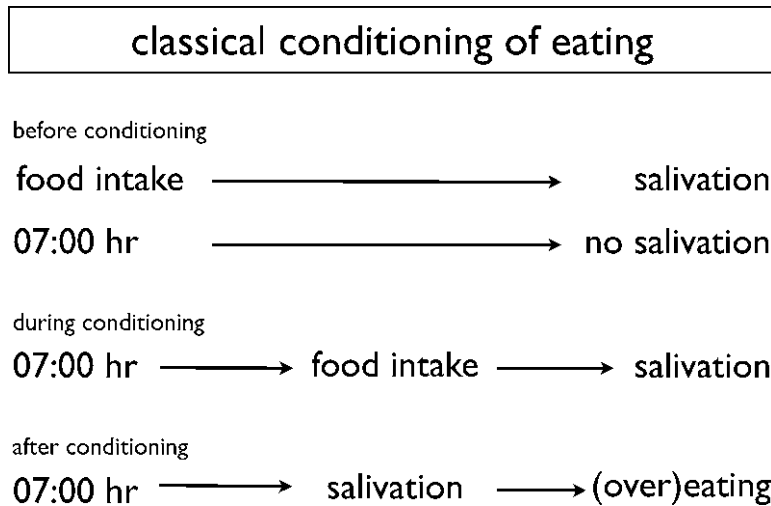 classical conditioning of eating
before conditioning
food intake salivation
07:00 hr no salivation
during conditioning
07:00 hr food intake salivation
after conditioning
07:00 hr salivation (over)eating